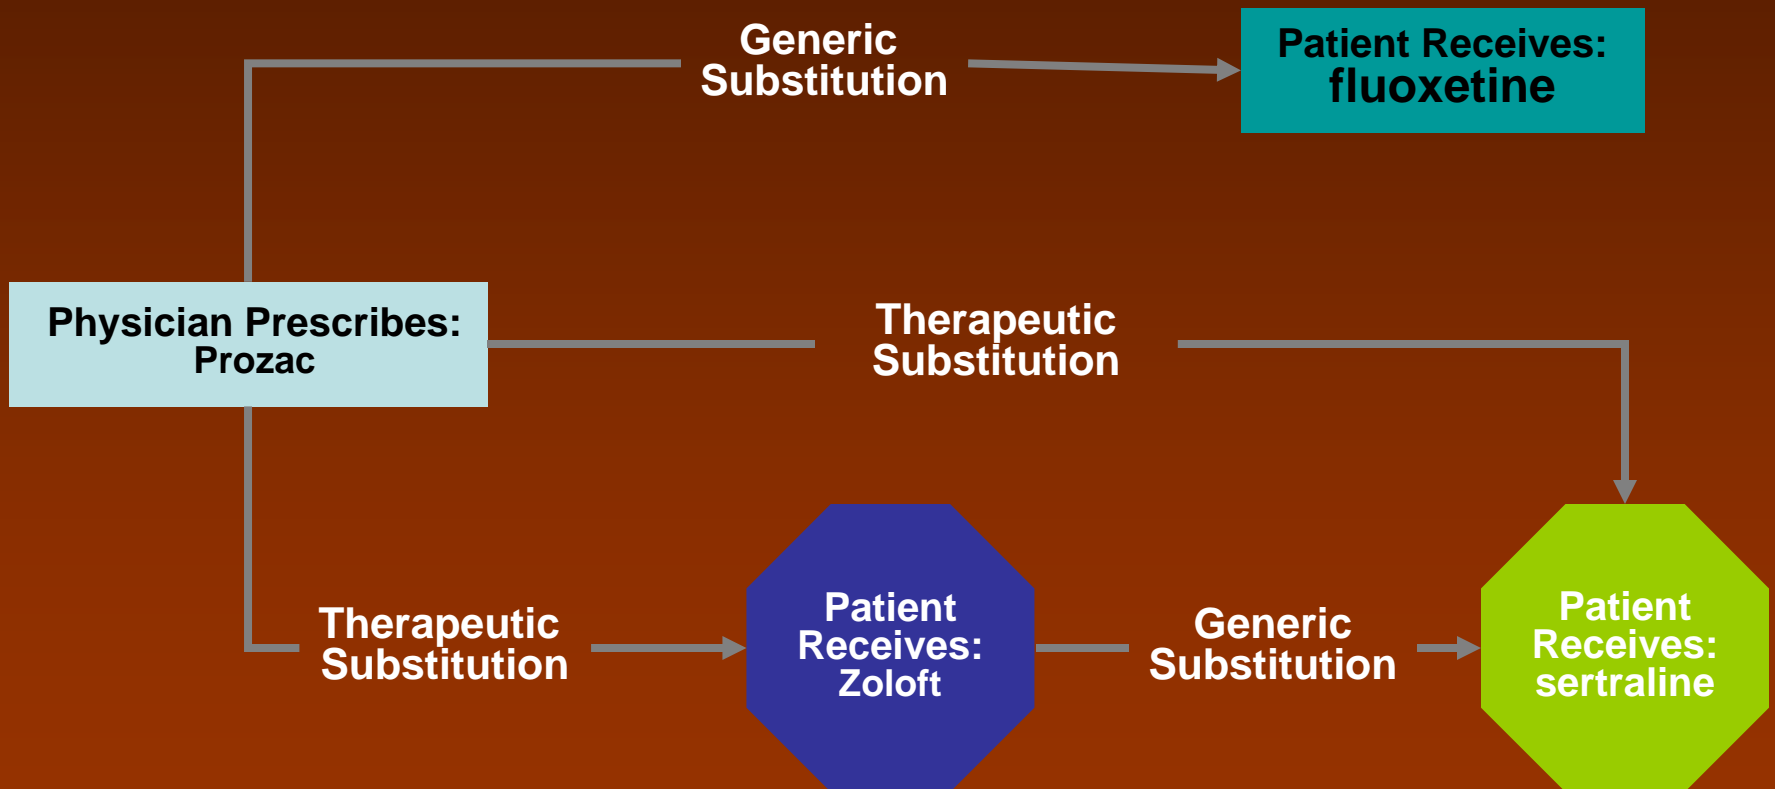 Generic
Substitution
Patient Receives:
fluoxetine
Physician Prescribes:
Prozac
Therapeutic
Substitution
Therapeutic
Substitution
Patient
Receives:
Zoloft
Generic
Substitution
Patient
Receives:
sertraline